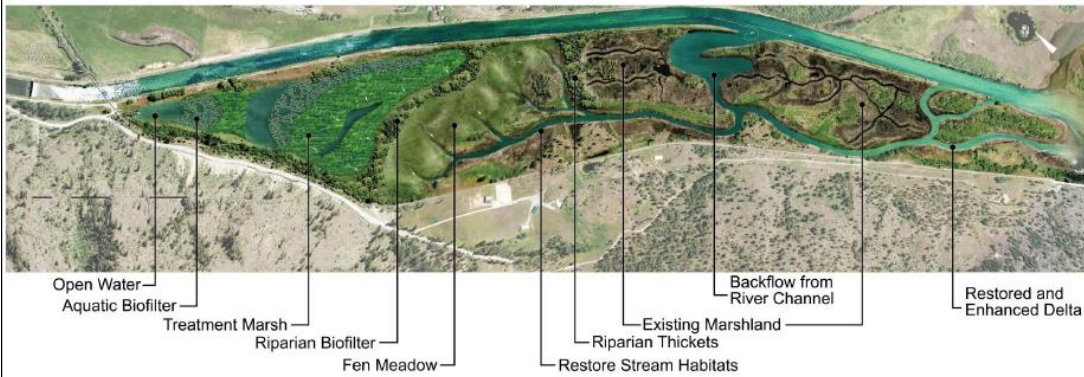 Open Water
Aquatic Biofilter
Treatment Marsh
Riparian Biofilter
Fen Meadow
Restore Stream Habitats
Riparian Thickets
Existing Marshland
Backflow from
River Channel
Restored and
Enhanced Delta